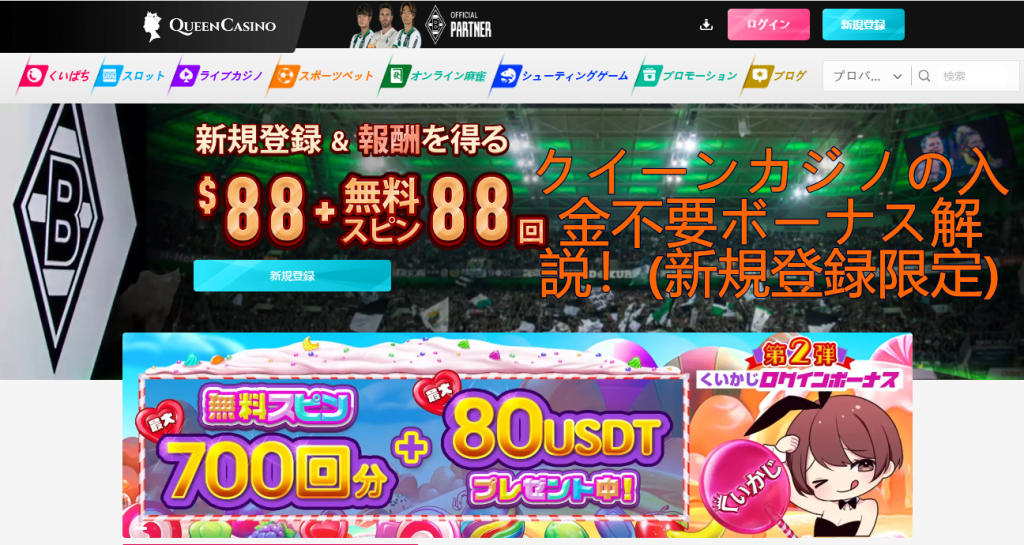 QUEENCASINO
OFFICIAL
PARTNER
ログイン
新規登録
くいぱち
スロット
ライブカジノ
スポーツベット
オンライン麻雀
シューティングゲーム
プロモーション
ブログ
プロバ...
検索
新規登録 & 報酬を得る
$88+無料スピン88回
新規登録
クイーンカジノの入
金不要ボーナス解
説！(新規登録限定)
B
第2弾
くいかじログインボーナス
最大
無料スピン
700回分
+
最大
80USDT
プレゼント中!
くいかじ